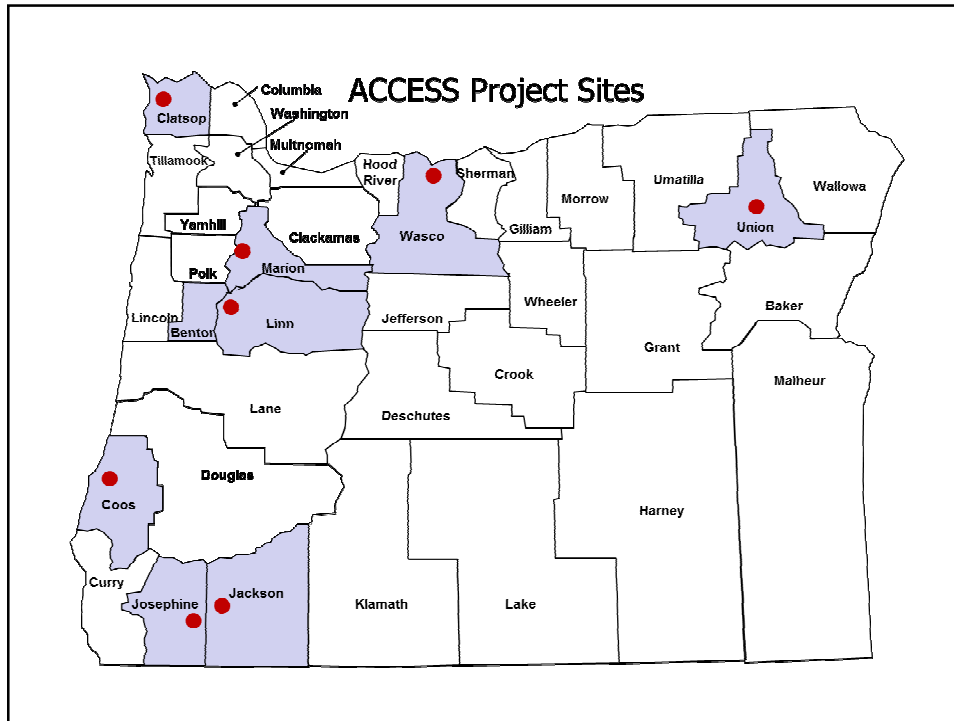 ACCESS Project Sites
Columbia
Washington
Multnomah
Clatsop
Tillamook
Hood
River
Sherman
Umatilla
Wallowa
Morrow
Gilliam
Union
Yamhill
Clackamas
Wasco
Marion
Polk
Lincoln
Benton
Linn
Jefferson
Wheeler
Baker
Grant
Crook
Malheur
Lane
Deschutes
Douglas
Coos
Harney
Curry
Josephine
Jackson
Klamath
Lake